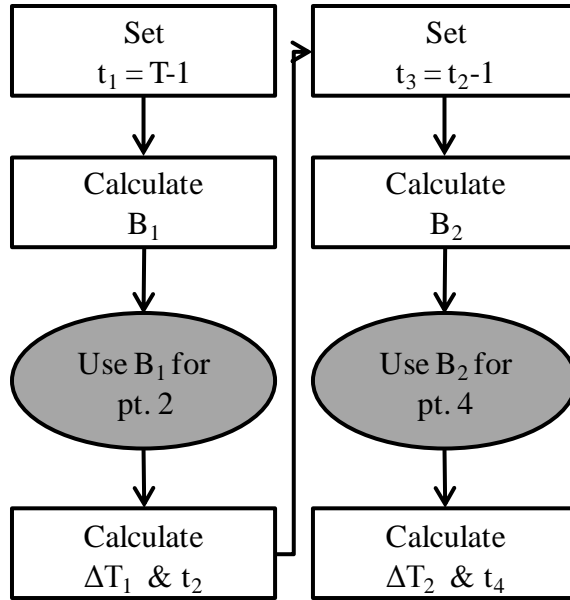 Set
t₁ = T-1
Calculate
B₁
Use B₁ for
pt. 2
Calculate
ΔT₁ & t₂
Set
t₃ = t₂-1
Calculate
B₂
Use B₂ for
pt. 4
Calculate
ΔT₂ & t₄